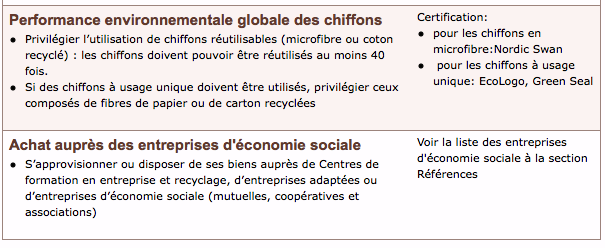 Performance environnementale globale des chiffons
● Privilégier l’utilisation de chiffons réutilisables (microfibre ou coton
recyclé) : les chiffons doivent pouvoir être réutilisés au moins 40
fois.
● Si des chiffons à usage unique doivent être utilisés, privilégier ceux
composés de fibres de papier ou de carton recyclées
Certification:
● pour les chiffons en
microfibre:Nordic Swan
● pour les chiffons à usage
unique: EcoLogo, Green Seal
Achat auprès des entreprises d'économie sociale
● S’approvisionner ou disposer de ses biens auprès de Centres de
formation en entreprise et recyclage, d’entreprises adaptées ou
d’entreprises d’économie sociale (mutuelles, coopératives et
associations)
Voir la liste des entreprises
d'économie sociale à la section
Références